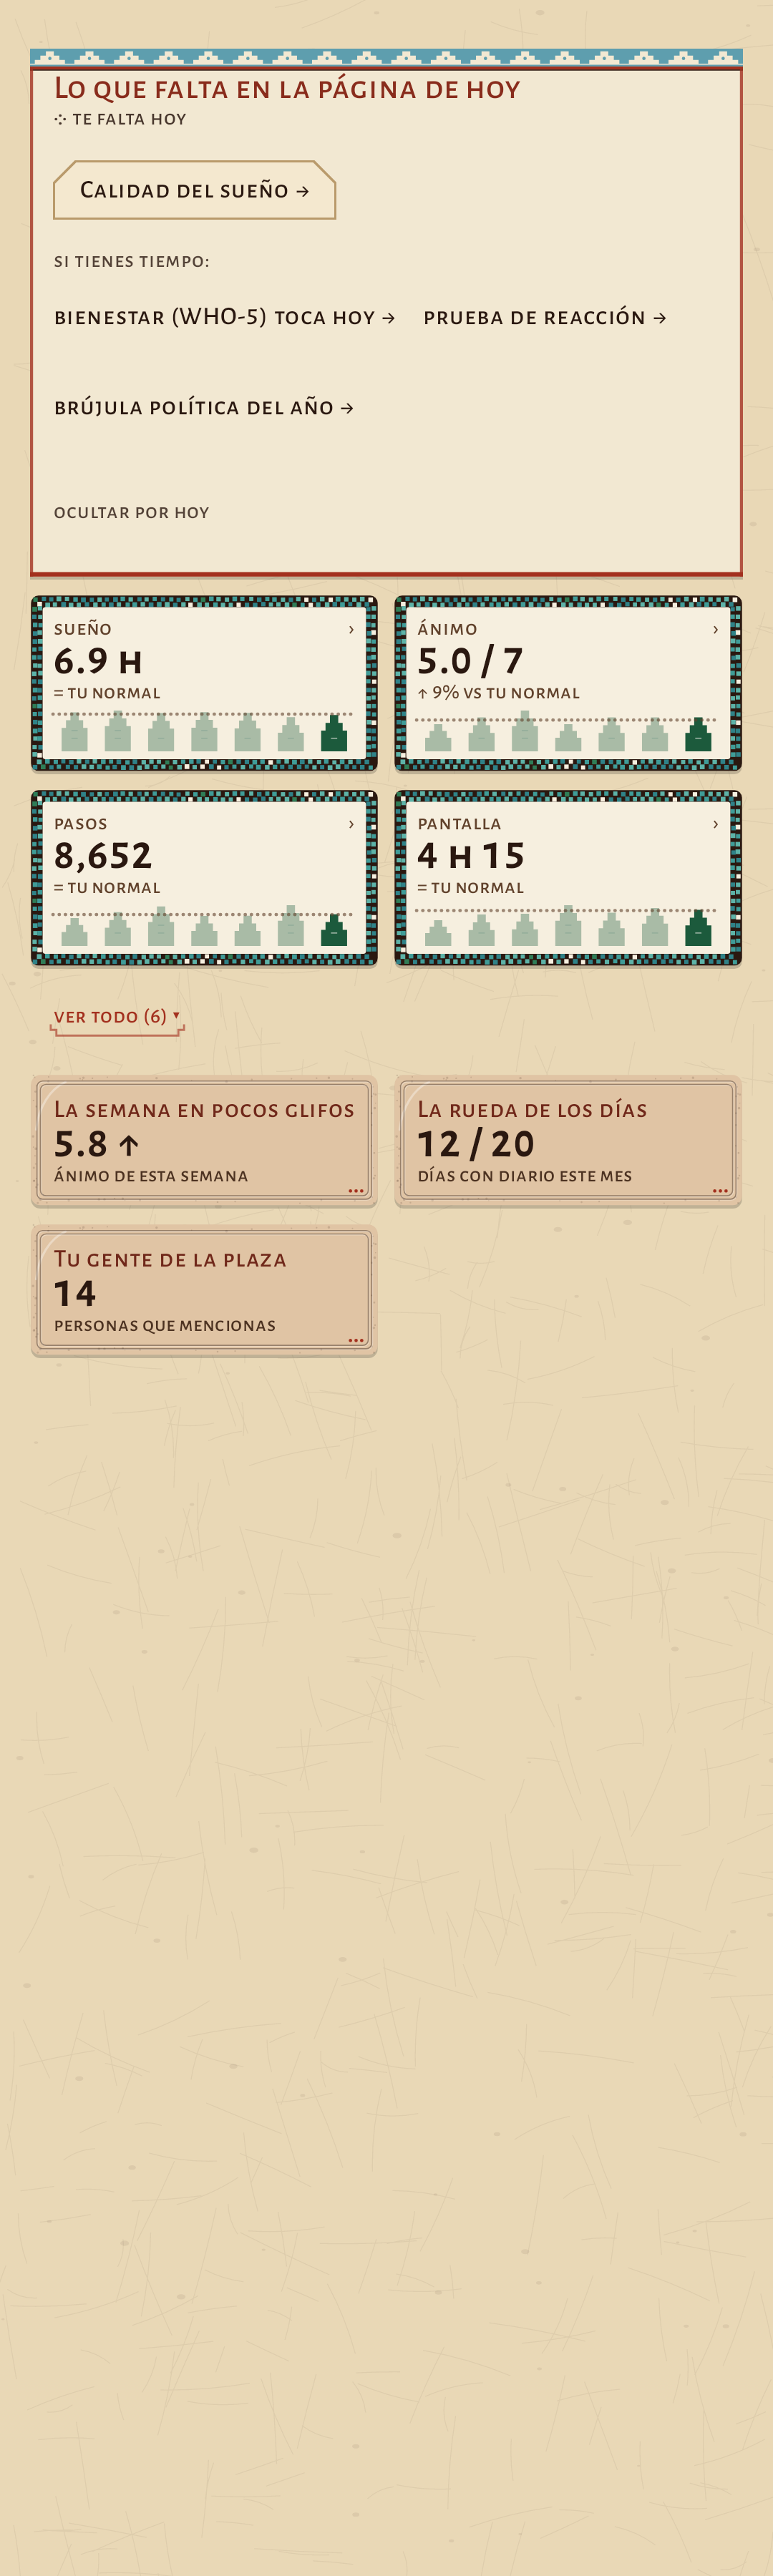 Lo que falta en la página de hoy
⁘ te falta hoy
Calidad del sueño →
si tienes tiempo:
bienestar (WHO-5) toca hoy → prueba de reacción →
brújula política del año →
ocultar por hoy
sueño ›
6.9 h
= tu normal
ánimo ›
5.0 / 7
↑ 9% vs tu normal
pasos ›
8,652
= tu normal
pantalla ›
4 h 15
= tu normal
ver todo (6) ▾
La semana en pocos glifos
5.8 ↑
ánimo de esta semana
La rueda de los días
12 / 20
días con diario este mes
Tu gente de la plaza
14
personas que mencionas